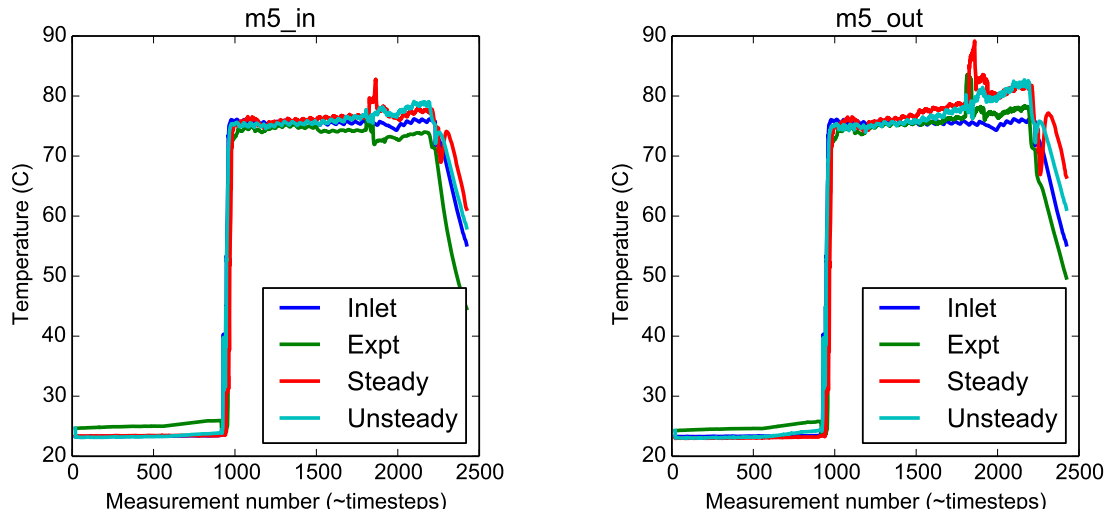 m5_in
90
80
70
60
50
40
30
20
Temperature (C)
0
500
1000
1500
2000
2500
Measurement number (~timesteps)
Inlet
Expt
Steady
Unsteady
m5_out
90
80
70
60
50
40
30
20
Temperature (C)
0
500
1000
1500
2000
2500
Measurement number (~timesteps)
Inlet
Expt
Steady
Unsteady